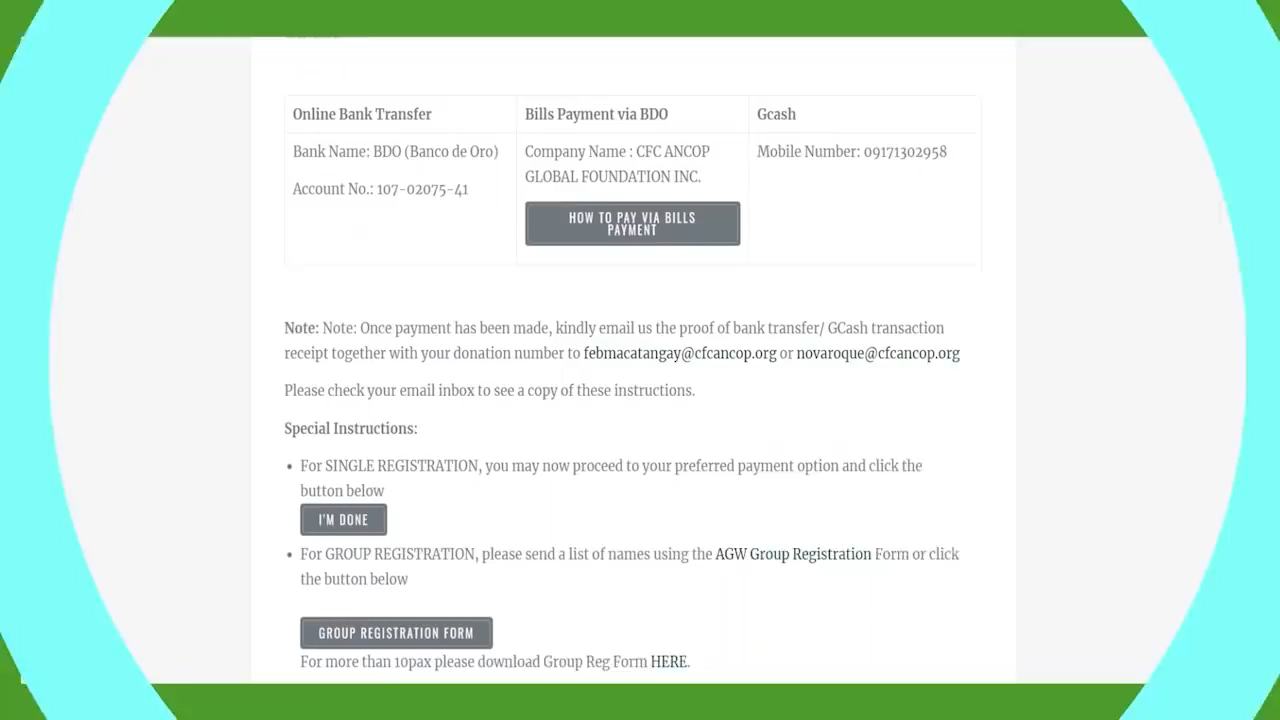 Online Bank Transfer
Bills Payment via BDO
Gcash
Bank Name: BDO (Banco de Oro)
Account No.: 107-02075-41
Company Name : CFC ANCOP
GLOBAL FOUNDATION INC.
HOW TO PAY VIA BILLS
PAYMENT
Mobile Number: 09171302958
Note: Note: Once payment has been made, kindly email us the proof of bank transfer/ GCash transaction
receipt together with your donation number to febmacatangay@cfcancop.org or novaroque@cfcancop.org
Please check your email inbox to see a copy of these instructions.
Special Instructions:
• For SINGLE REGISTRATION, you may now proceed to your preferred payment option and click the
button below
I'M DONE
• For GROUP REGISTRATION, please send a list of names using the AGW Group Registration Form or click
the button below
GROUP REGISTRATION FORM
For more than 10pax please download Group Reg Form HERE.